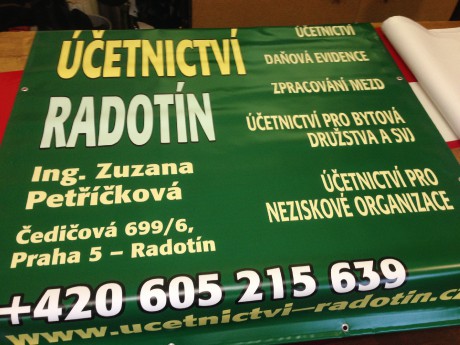 ÚČETNICTVÍ
RADOTÍN
Ing. Zuzana
Petříčková
Čedičová 699/6,
Praha 5 – Radotín
ÚČETNICTVÍ
DAŇOVÁ EVIDENCE
ZPRACOVÁNÍ MEZD
ÚČETNICTVÍ PRO BYTOVÁ
DRUŽSTVA A SVJ
ÚČETNICTVÍ PRO
NEZISKOVÉ ORGANIZACE
+420 605 215 639
www.ucetnictvi-radotin.cz